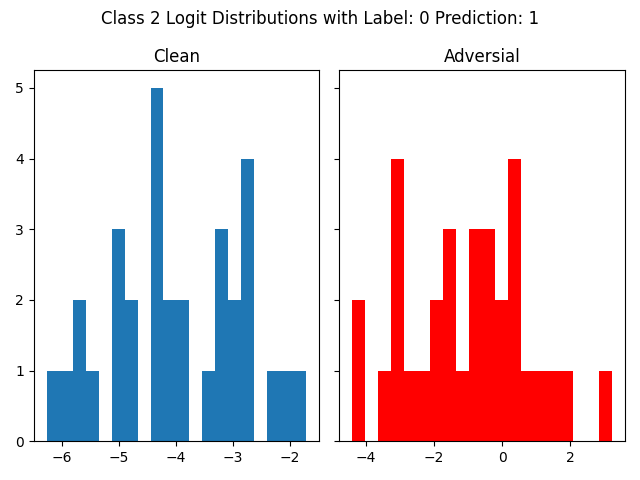 Class 2 Logit Distributions with Label: 0 Prediction: 1
Clean
Adversial
5
4
3
2
1
0
−6 −5 −4 −3 −2
−4 −2 0 2